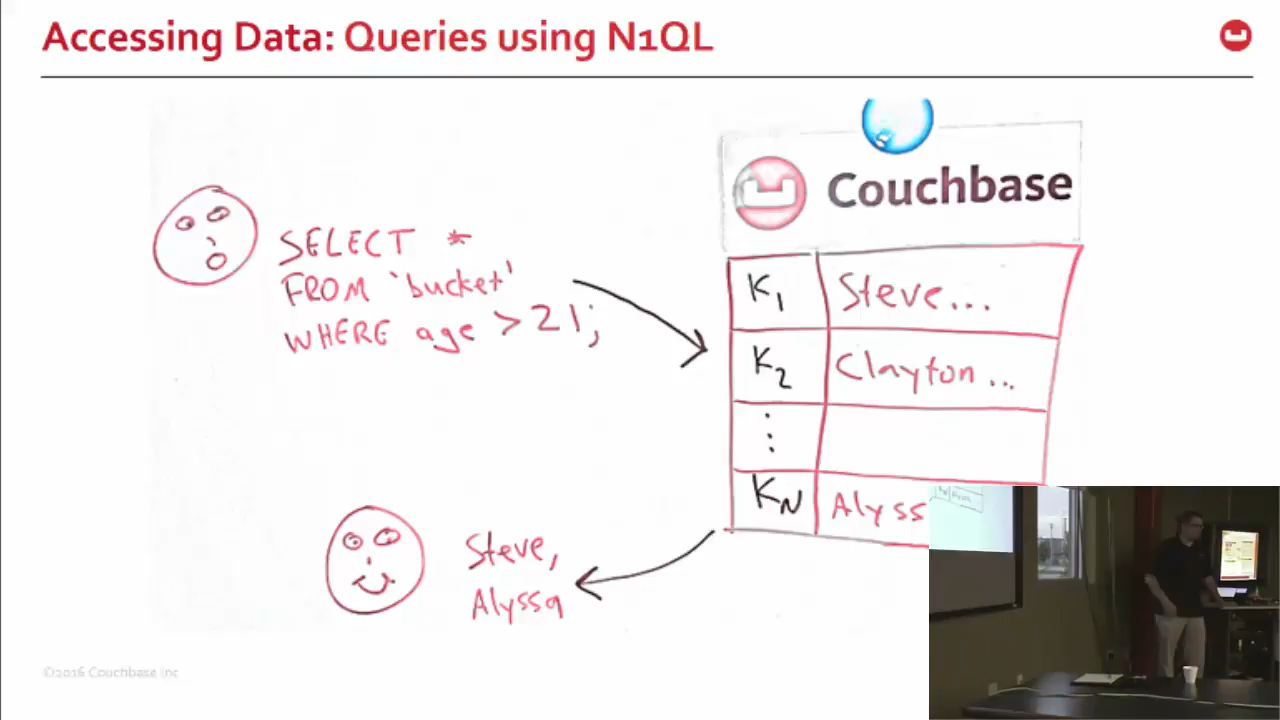 Accessing Data: Queries using N1QL
Couchbase
SELECT *
FROM `bucket'
WHERE age > 21;
K1 Steve...
K2 Clayton ...
⋮
KN Alyss
Steve,
Alyssa
©2016 Couchbase Inc